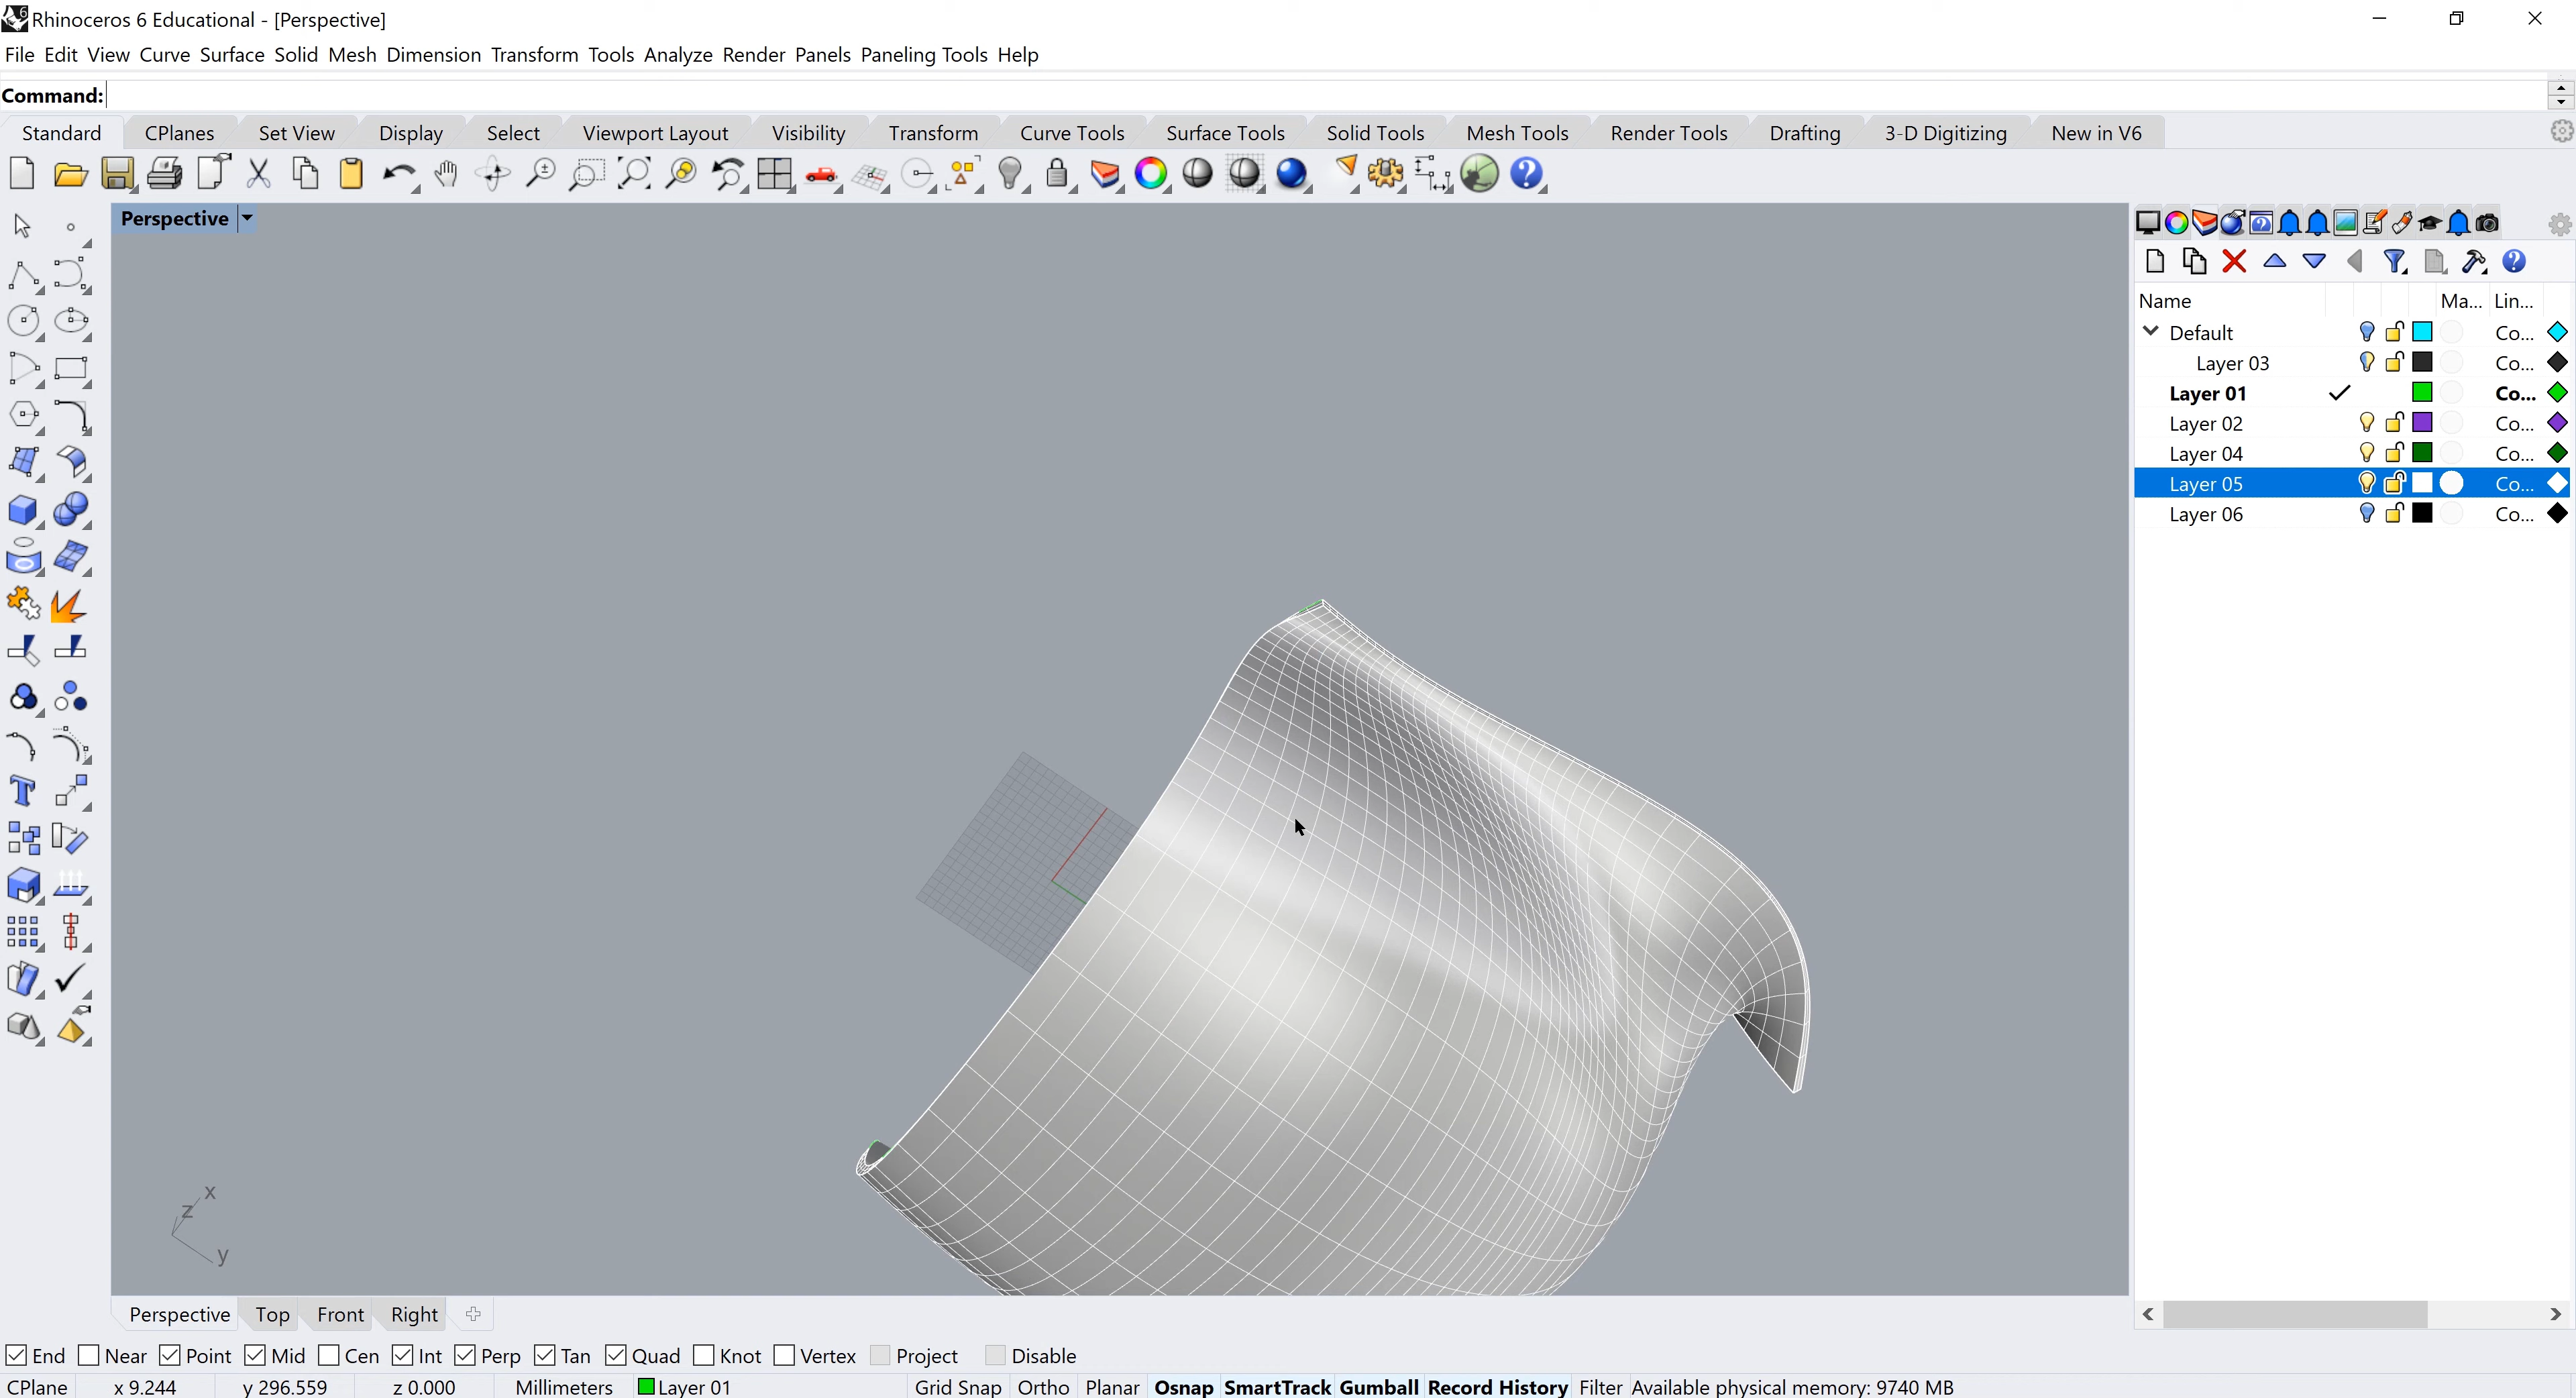 Rhinoceros 6 Educational - [Perspective]
File Edit View Curve Surface Solid Mesh Dimension Transform Tools Analyze Render Panels Paneling Tools Help
Command:
Standard CPlanes Set View Display Select Viewport Layout Visibility Transform Curve Tools Surface Tools Solid Tools Mesh Tools Render Tools Drafting 3-D Digitizing New in V6
Perspective
Name Ma... Lin...
Default Co...
Layer 03 Co...
Layer 01 Co...
Layer 02 Co...
Layer 04 Co...
Layer 05 Co...
Layer 06 Co...
x
z
y
Perspective Top Front Right
End Near Point Mid Cen Int Perp Tan Quad Knot Vertex Project Disable
CPlane x 9.244 y 296.559 z 0.000 Millimeters Layer 01 Grid Snap Ortho Planar Osnap SmartTrack Gumball Record History Filter Available physical memory: 9740 MB